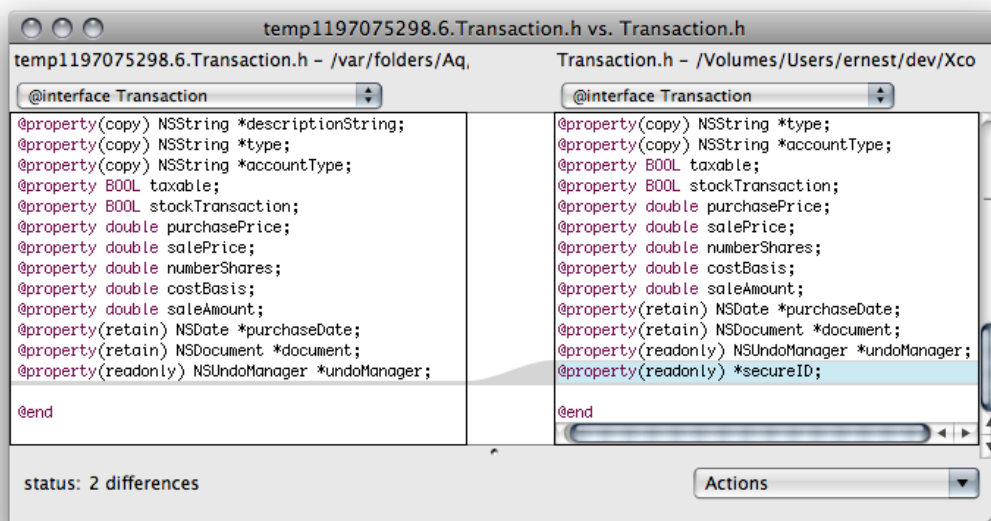 temp1197075298.6.Transaction.h vs. Transaction.h
temp1197075298.6.Transaction.h – /var/folders/Aq,
@interface Transaction
@property(copy) NSString *descriptionString;
@property(copy) NSString *type;
@property(copy) NSString *accountType;
@property BOOL taxable;
@property BOOL stockTransaction;
@property double purchasePrice;
@property double salePrice;
@property double numberShares;
@property double costBasis;
@property double saleAmount;
@property(retain) NSDate *purchaseDate;
@property(retain) NSDocument *document;
@property(readonly) NSUndoManager *undoManager;
@end
Transaction.h – /Volumes/Users/ernest/dev/Xco
@interface Transaction
@property(copy) NSString *type;
@property(copy) NSString *accountType;
@property BOOL taxable;
@property BOOL stockTransaction;
@property double purchasePrice;
@property double salePrice;
@property double numberShares;
@property double costBasis;
@property double saleAmount;
@property(retain) NSDate *purchaseDate;
@property(retain) NSDocument *document;
@property(readonly) NSUndoManager *undoManager;
@property(readonly) *secureID;
@end
status: 2 differences
Actions